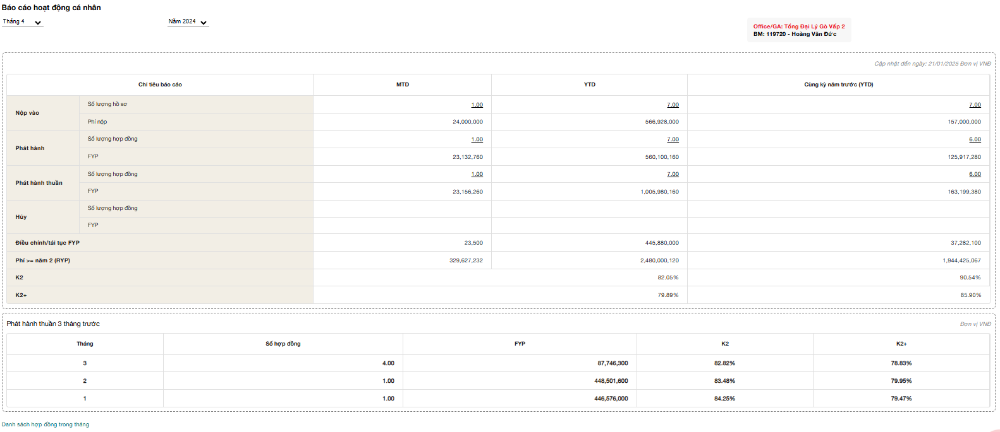 Báo cáo hoạt động cá nhân
Tháng 4
Năm 2024
Office/GA: Tổng Đại Lý Gò Vấp 2
BM: 119720 - Hoàng Văn Đức
Cập nhật đến ngày: 21/01/2025 Đơn vị VNĐ
Chỉ tiêu báo cáo MTD YTD Cùng kỳ năm trước (YTD)
Nộp vào
Số lượng hồ sơ 1.00 7.00 7.00
Phí nộp 24,000,000 566,928,000 157,000,000
Phát hành
Số lượng hợp đồng 1.00 7.00 6.00
FYP 23,132,760 560,100,160 125,917,280
Phát hành thuần
Số lượng hợp đồng 1.00 7.00 6.00
FYP 23,156,260 1,005,980,160 163,199,380
Hủy
Số lượng hợp đồng
FYP
Điều chỉnh/tái tục FYP 23,500 445,880,000 37,282,100
Phí >= năm 2 (RYP) 329,627,232 2,480,000,120 1,944,425,067
K2 82.05% 90.54%
K2+ 79.89% 85.90%
Phát hành thuần 3 tháng trước
Đơn vị VNĐ
Tháng Số hợp đồng FYP K2 K2+
3 4.00 87,746,300 82.82% 78.83%
2 1.00 448,501,600 83.48% 79.95%
1 1.00 446,576,000 84.25% 79.47%
Danh sách hợp đồng trong tháng